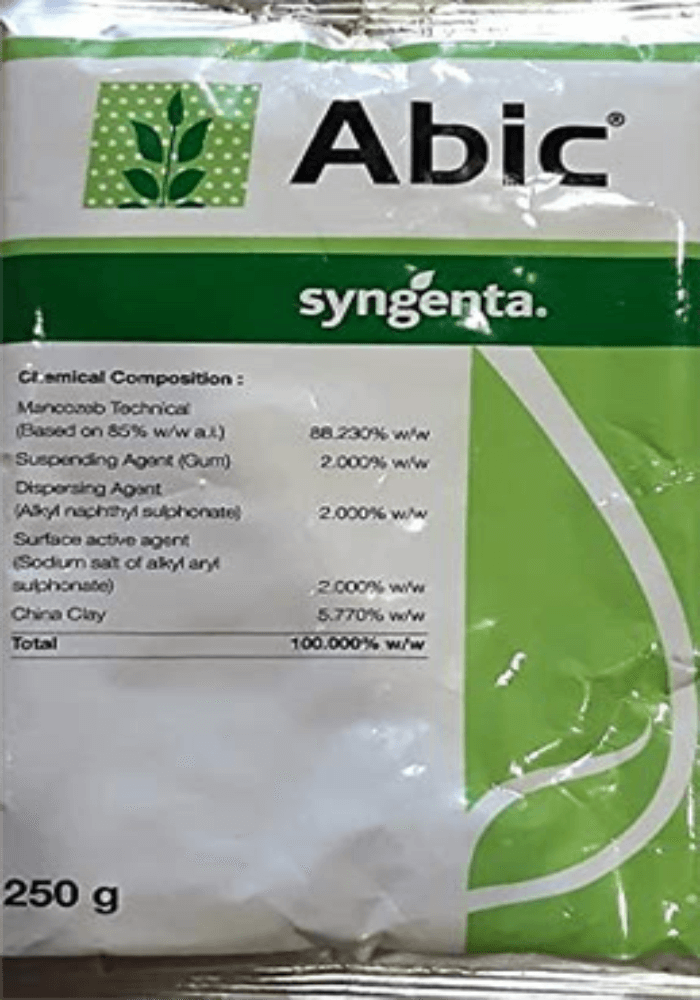 Abic®
syngenta.
Chemical Composition :
Mancozeb Technical
(Based on 85% w/w a.i.) 88.230% w/w
Suspending Agent (Gum) 2.000% w/w
Dispersing Agent
(Alkyl naphthyl sulphonate) 2.000% w/w
Surface active agent
(Sodium salt of alkyl aryl
sulphonate) 2.000% w/w
China Clay 5.770% w/w
Total 100.000% w/w
250 g